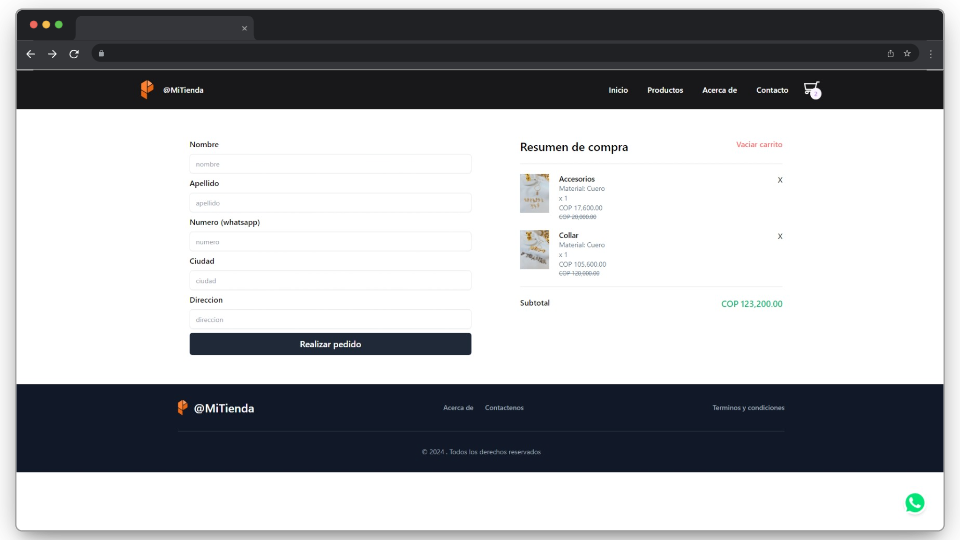 @MiTienda
Inicio
Productos
Acerca de
Contacto
2
Nombre
nombre
Apellido
apellido
Numero (whatsapp)
numero
Ciudad
ciudad
Direccion
direccion
Realizar pedido
Resumen de compra
Vaciar carrito
Accesorios
X
Material: Cuero
x 1
COP 17,600.00
COP 20,000.00
Collar
X
Material: Cuero
x 1
COP 105,600.00
COP 120,000.00
Subtotal
COP 123,200.00
@MiTienda
Acerca de
Contactenos
Terminos y condiciones
© 2024 . Todos los derechos reservados